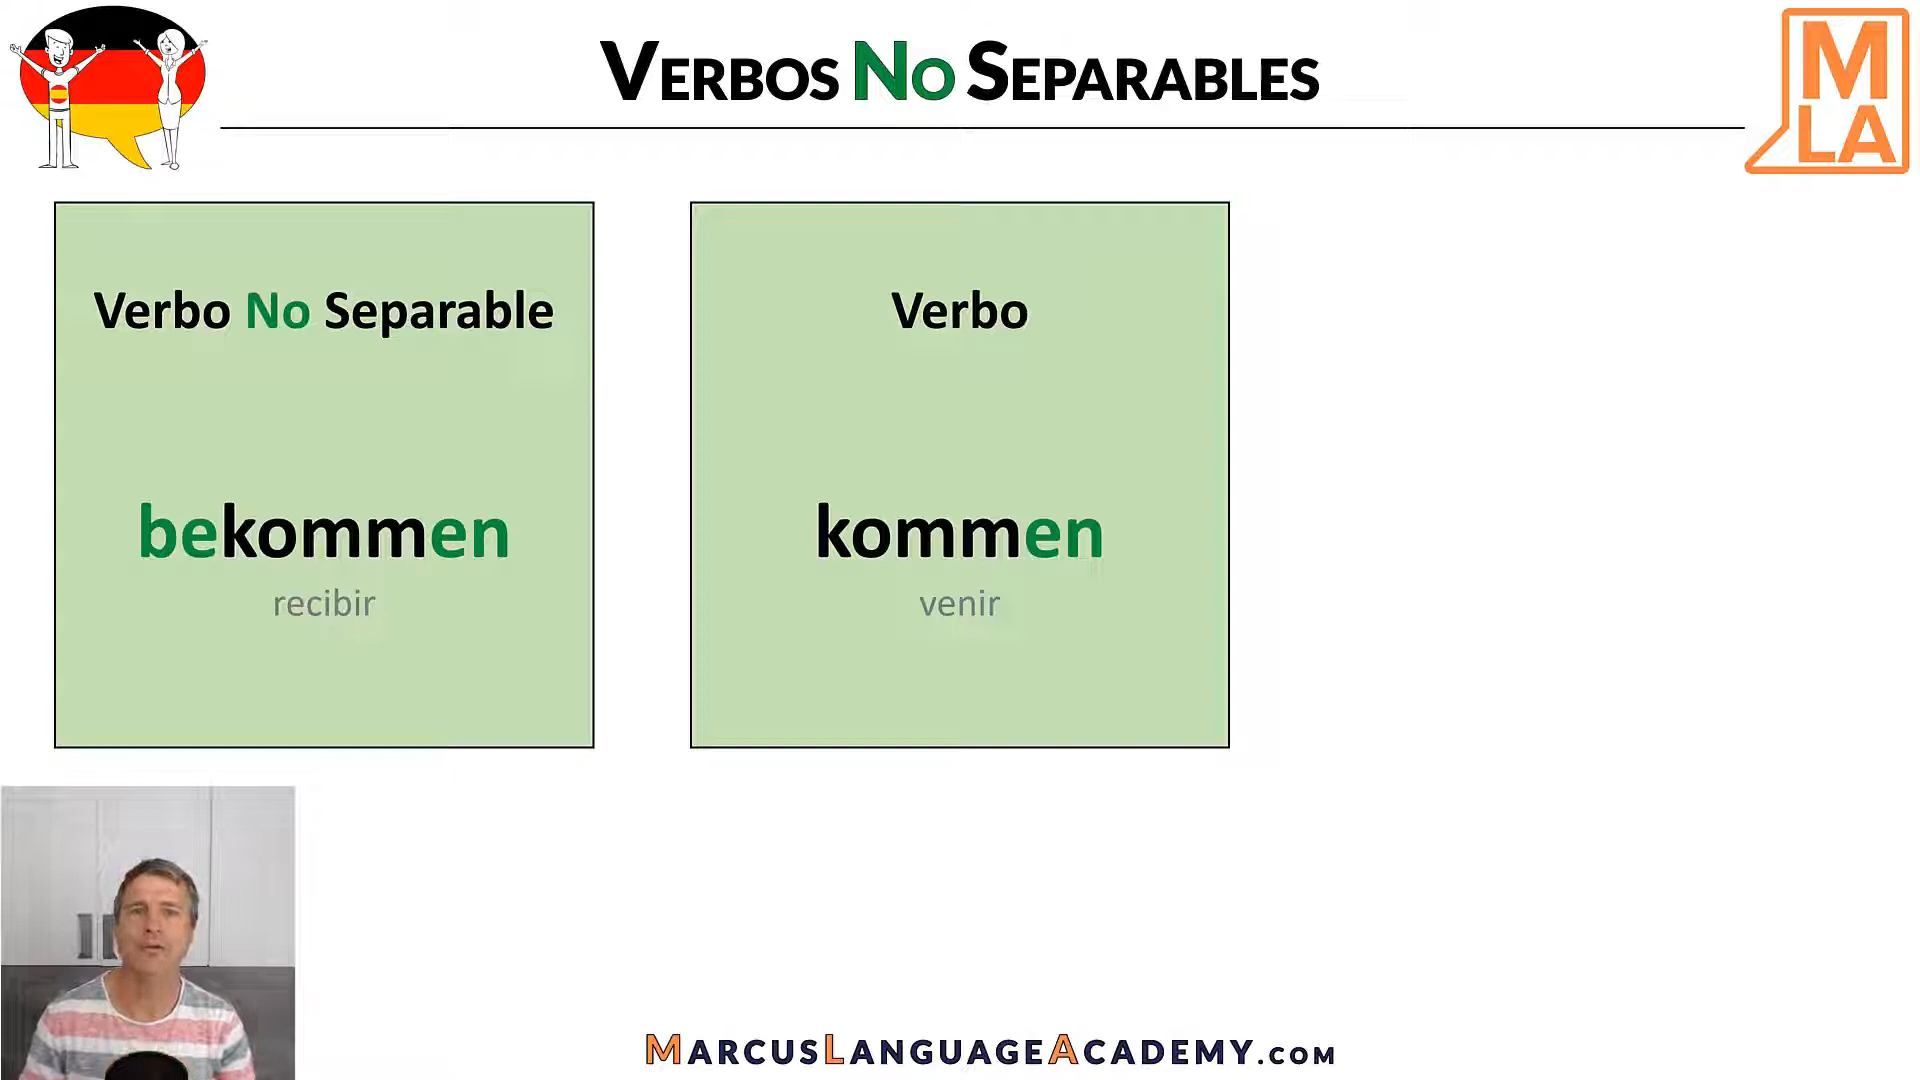 Verbos No Separables
M
LA
Verbo No Separable
bekommen
recibir
Verbo
kommen
venir
MarcusLanguageAcademy.com